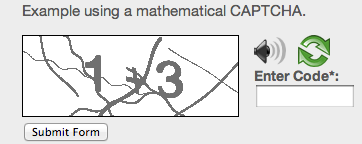 Example using a mathematical CAPTCHA.
1 3
Enter Code*:
Submit Form